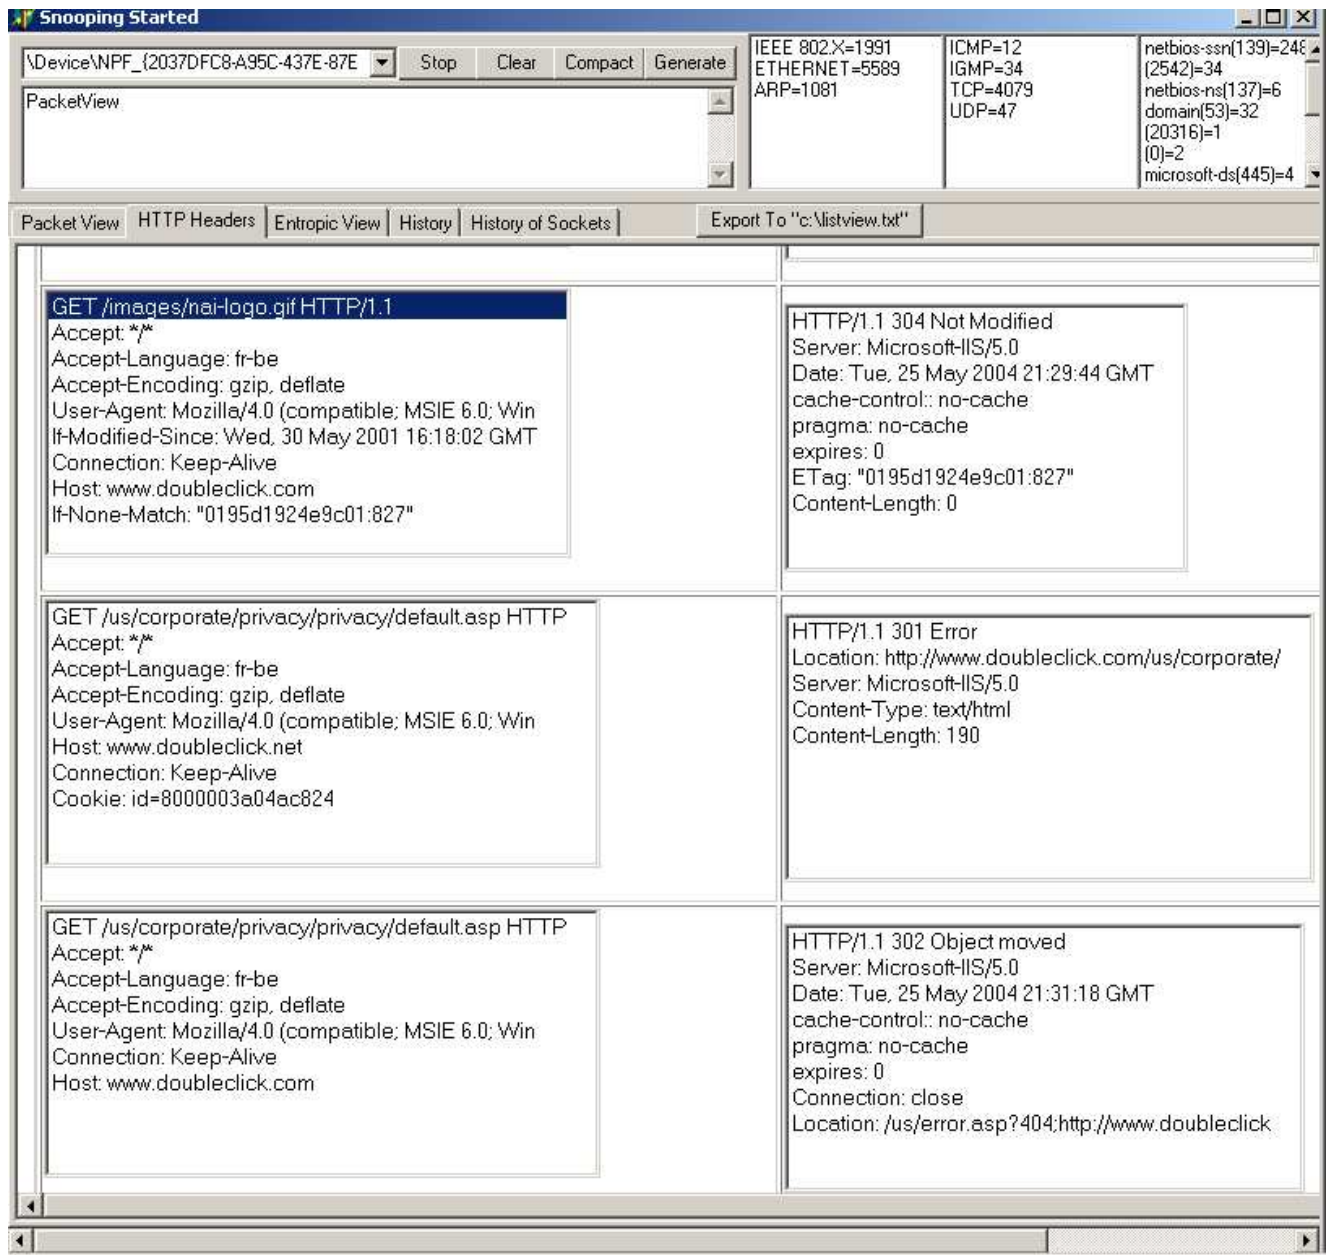 Snooping Started
\Device\NPF_{2037DFC8-A95C-437E-87E
Stop
Clear
Compact
Generate
PacketView
IEEE 802.X=1991
ETHERNET=5589
ARP=1081
ICMP=12
IGMP=34
TCP=4079
UDP=47
netbios-ssn(139)=248
(2542)=34
netbios-ns(137)=6
domain(53)=32
(20316)=1
(0)=2
microsoft-ds(445)=4
Packet View
HTTP Headers
Entropic View
History
History of Sockets
Export To "c:\listview.txt"
GET /images/nai-logo.gif HTTP/1.1
Accept: */*
Accept-Language: fr-be
Accept-Encoding: gzip, deflate
User-Agent: Mozilla/4.0 (compatible; MSIE 6.0; Win
If-Modified-Since: Wed, 30 May 2001 16:18:02 GMT
Connection: Keep-Alive
Host: www.doubleclick.com
If-None-Match: "0195d1924e9c01:827"
HTTP/1.1 304 Not Modified
Server: Microsoft-IIS/5.0
Date: Tue, 25 May 2004 21:29:44 GMT
cache-control:: no-cache
pragma: no-cache
expires: 0
ETag: "0195d1924e9c01:827"
Content-Length: 0
GET /us/corporate/privacy/privacy/default.asp HTTP
Accept: */*
Accept-Language: fr-be
Accept-Encoding: gzip, deflate
User-Agent: Mozilla/4.0 (compatible; MSIE 6.0; Win
Host: www.doubleclick.net
Connection: Keep-Alive
Cookie: id=8000003a04ac824
HTTP/1.1 301 Error
Location: http://www.doubleclick.com/us/corporate/
Server: Microsoft-IIS/5.0
Content-Type: text/html
Content-Length: 190
GET /us/corporate/privacy/privacy/default.asp HTTP
Accept: */*
Accept-Language: fr-be
Accept-Encoding: gzip, deflate
User-Agent: Mozilla/4.0 (compatible; MSIE 6.0; Win
Connection: Keep-Alive
Host: www.doubleclick.com
HTTP/1.1 302 Object moved
Server: Microsoft-IIS/5.0
Date: Tue, 25 May 2004 21:31:18 GMT
cache-control:: no-cache
pragma: no-cache
expires: 0
Connection: close
Location: /us/error.asp?404;http://www.doubleclick